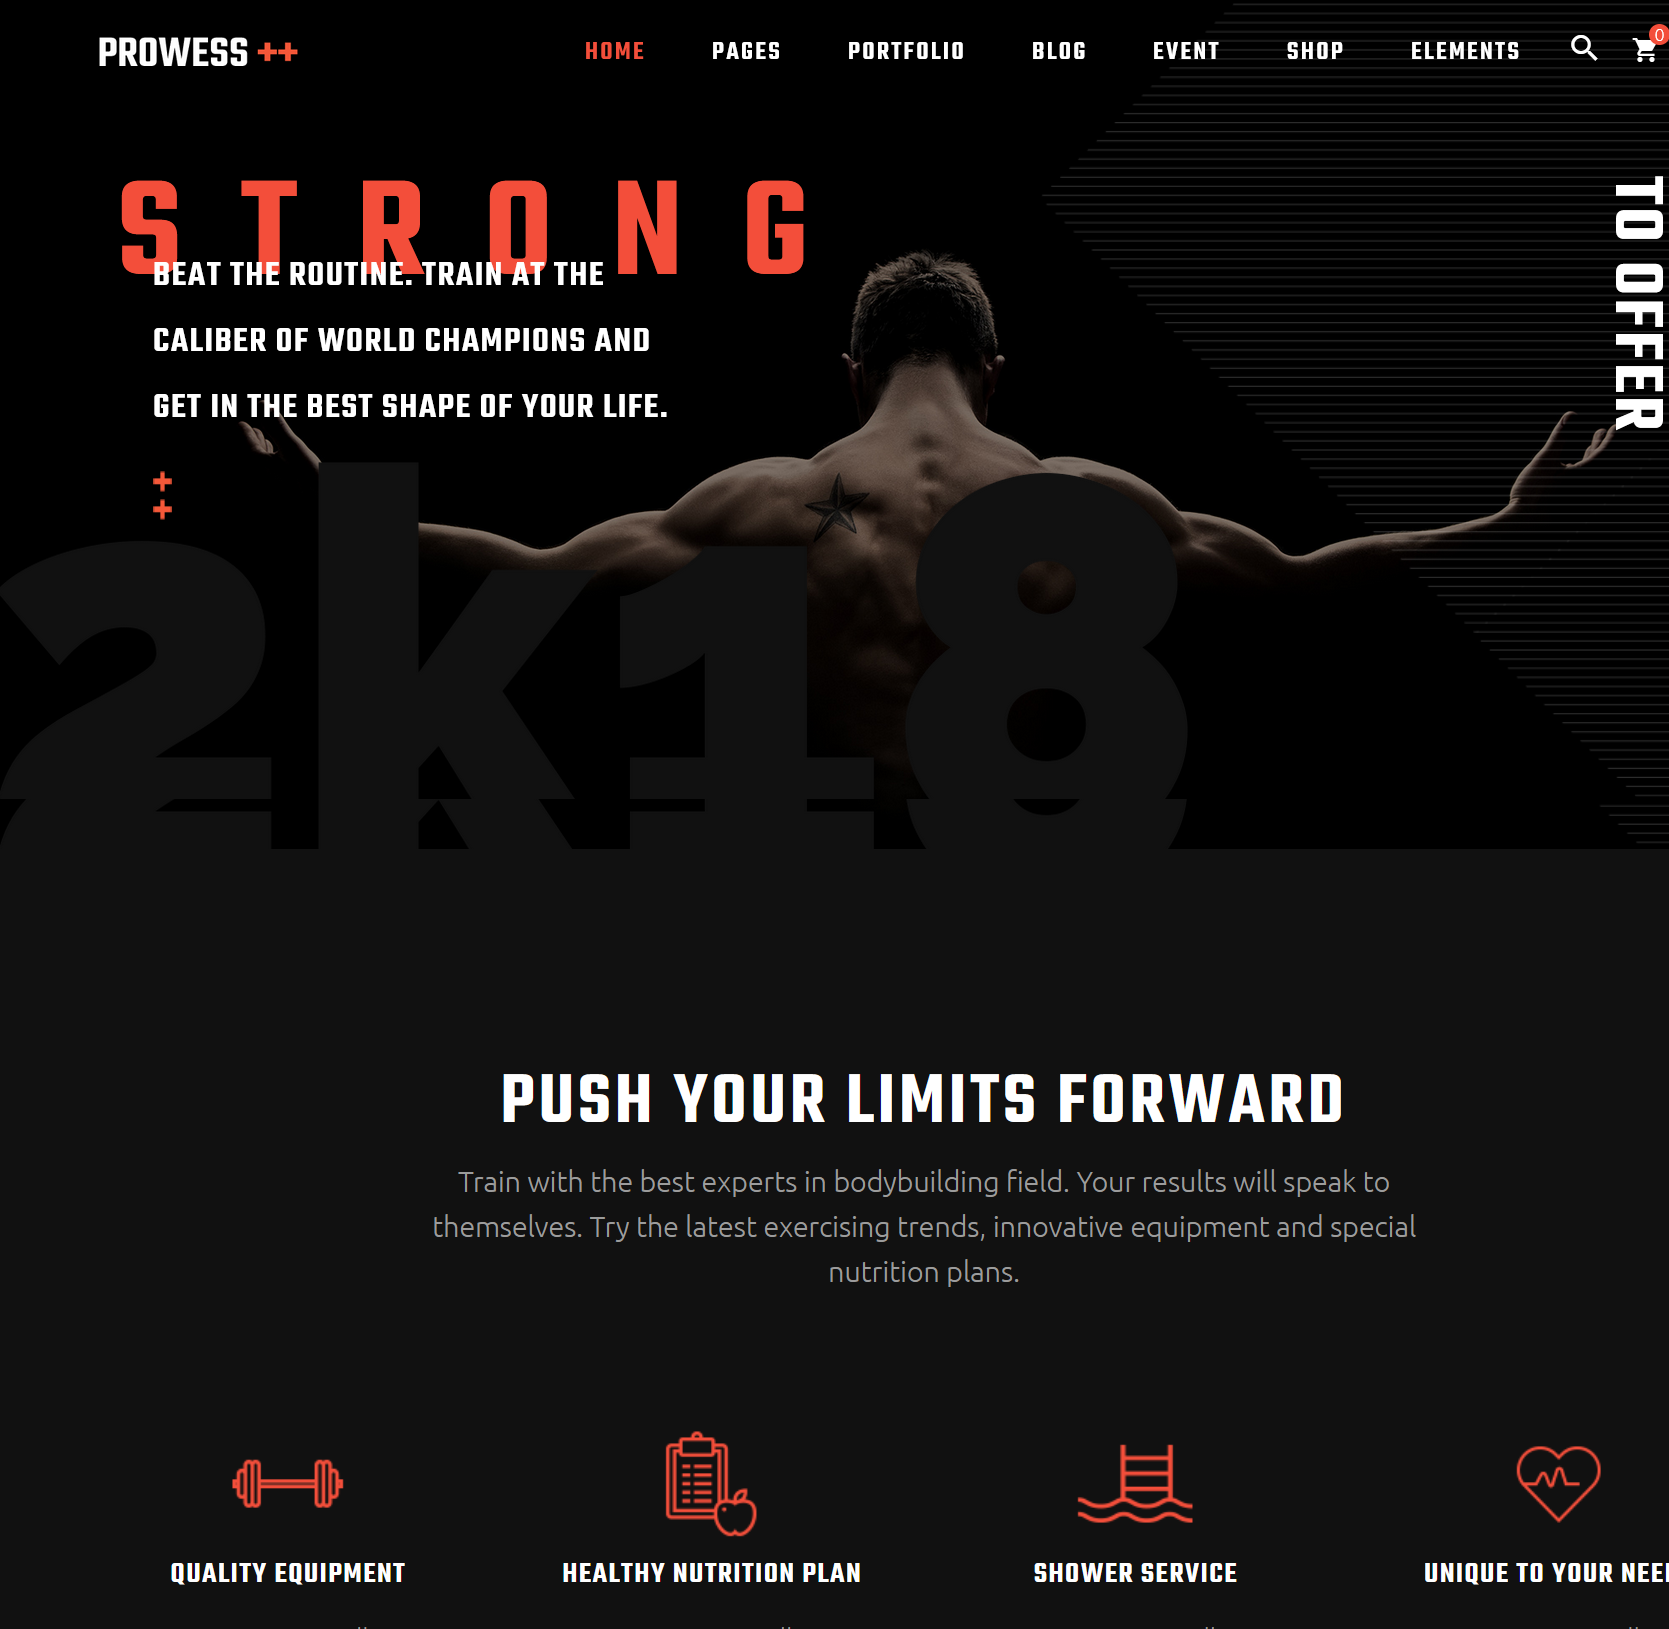 PROWESS ++
HOME PAGES PORTFOLIO BLOG EVENT SHOP ELEMENTS 0
STRONG
BEAT THE ROUTINE. TRAIN AT THE
CALIBER OF WORLD CHAMPIONS AND
GET IN THE BEST SHAPE OF YOUR LIFE.
++
TO OFFER
2k18
PUSH YOUR LIMITS FORWARD
Train with the best experts in bodybuilding field. Your results will speak to
themselves. Try the latest exercising trends, innovative equipment and special
nutrition plans.
QUALITY EQUIPMENT
HEALTHY NUTRITION PLAN
SHOWER SERVICE
UNIQUE TO YOUR